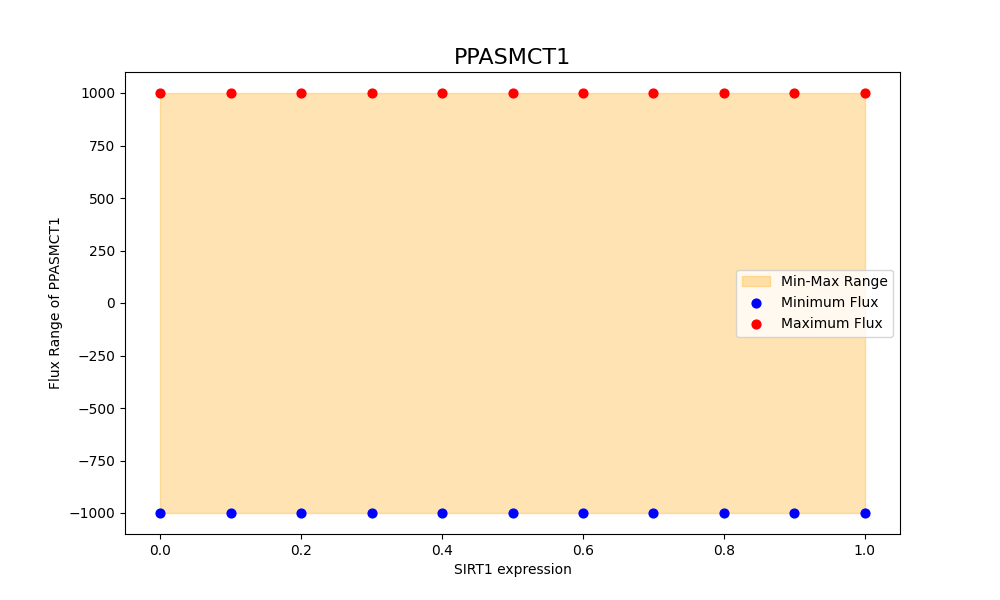 PPASMCT1
Flux Range of PPASMCT1
1000
750
500
250
0
−250
−500
−750
−1000
Min-Max Range
Minimum Flux
Maximum Flux
0.0 0.2 0.4 0.6 0.8 1.0
SIRT1 expression